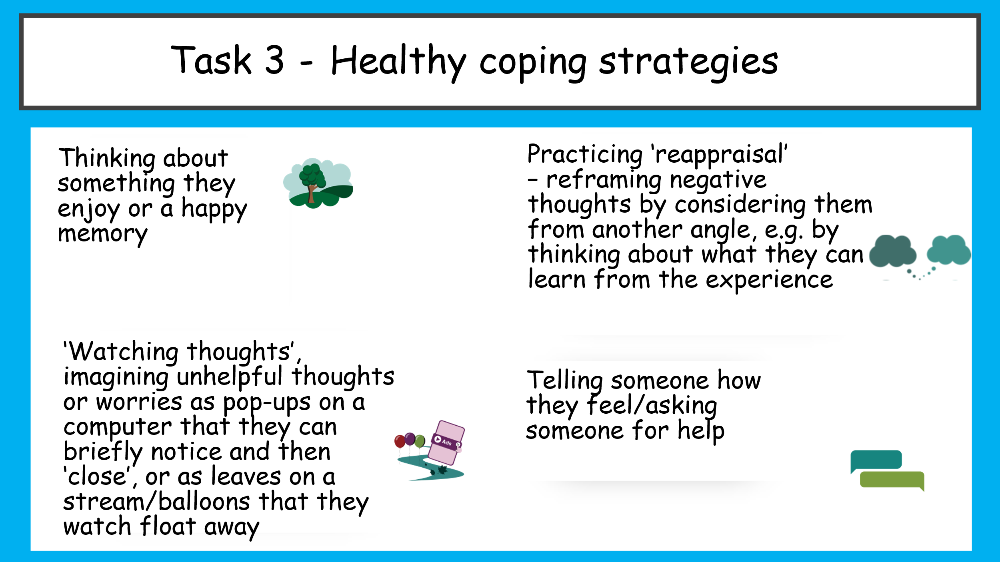 Task 3 - Healthy coping strategies
Thinking about
something they
enjoy or a happy
memory
Practicing 'reappraisal'
– reframing negative
thoughts by considering them
from another angle, e.g. by
thinking about what they can
learn from the experience
'Watching thoughts',
imagining unhelpful thoughts
or worries as pop-ups on a
computer that they can
briefly notice and then
'close', or as leaves on a
stream/balloons that they
watch float away
Ads
Telling someone how
they feel/asking
someone for help